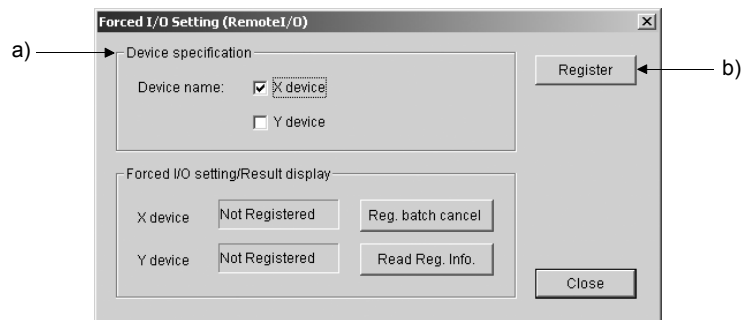 Forced I/O Setting (RemoteI/O)
a)
Device specification
Device name:
X device
Y device
Register
b)
Forced I/O setting/Result display
X device
Not Registered
Reg. batch cancel
Y device
Not Registered
Read Reg. Info.
Close